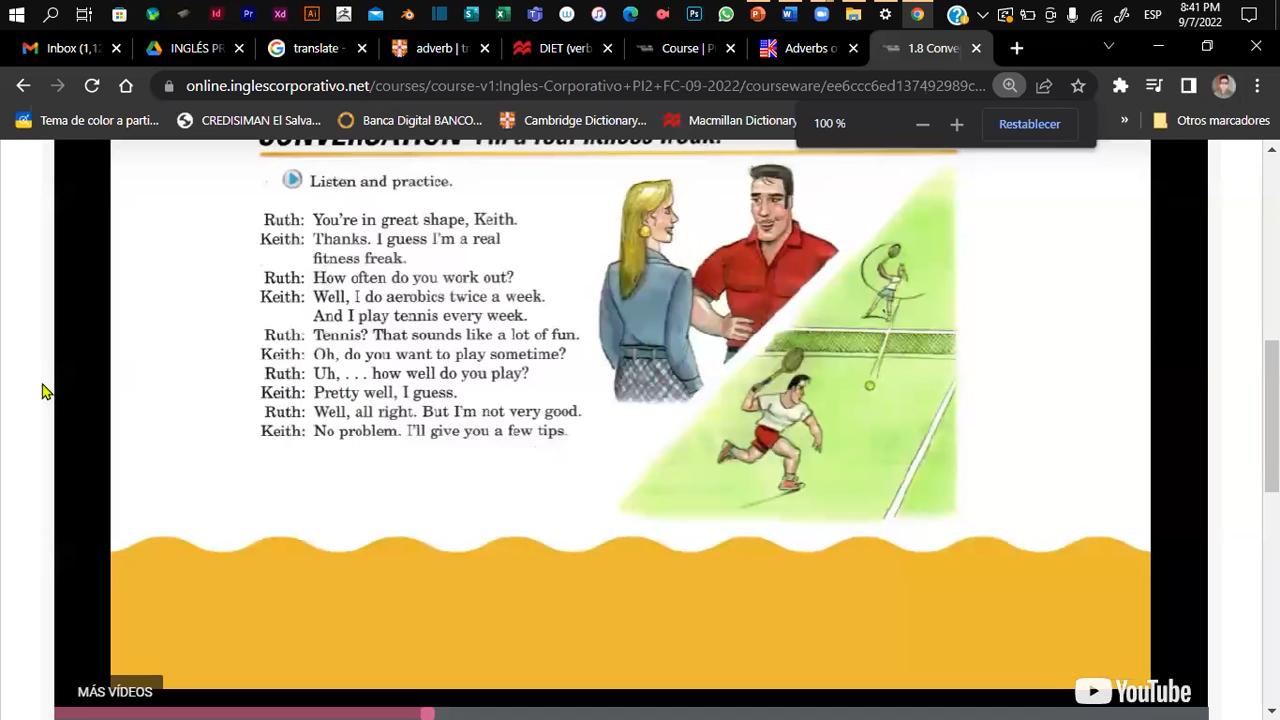 8:41 PM
ESP
9/7/2022
Inbox (1,1
INGLÉS PR
translate -
adverb | tr
DIET (verb
Course | P
Adverbs o
1.8 Conve
online.inglescorporativo.net/courses/course-v1:Ingles-Corporativo+PI2+FC-09-2022/courseware/ee6ccc6ed137492989c...
Tema de color a parti...
CREDISIMAN El Salva...
Banca Digital BANCO...
Cambridge Dictionary...
Macmillan Dictionary
»
Otros marcadores
100 %
Restablecer
CONVERSATION I'm a real fitness freak!
Listen and practice.
Ruth: You're in great shape, Keith.
Keith: Thanks. I guess I'm a real
fitness freak.
Ruth: How often do you work out?
Keith: Well, I do aerobics twice a week.
And I play tennis every week.
Ruth: Tennis? That sounds like a lot of fun.
Keith: Oh, do you want to play sometime?
Ruth: Uh, . . . how well do you play?
Keith: Pretty well, I guess.
Ruth: Well, all right. But I'm not very good.
Keith: No problem. I'll give you a few tips.
MÁS VÍDEOS
YouTube